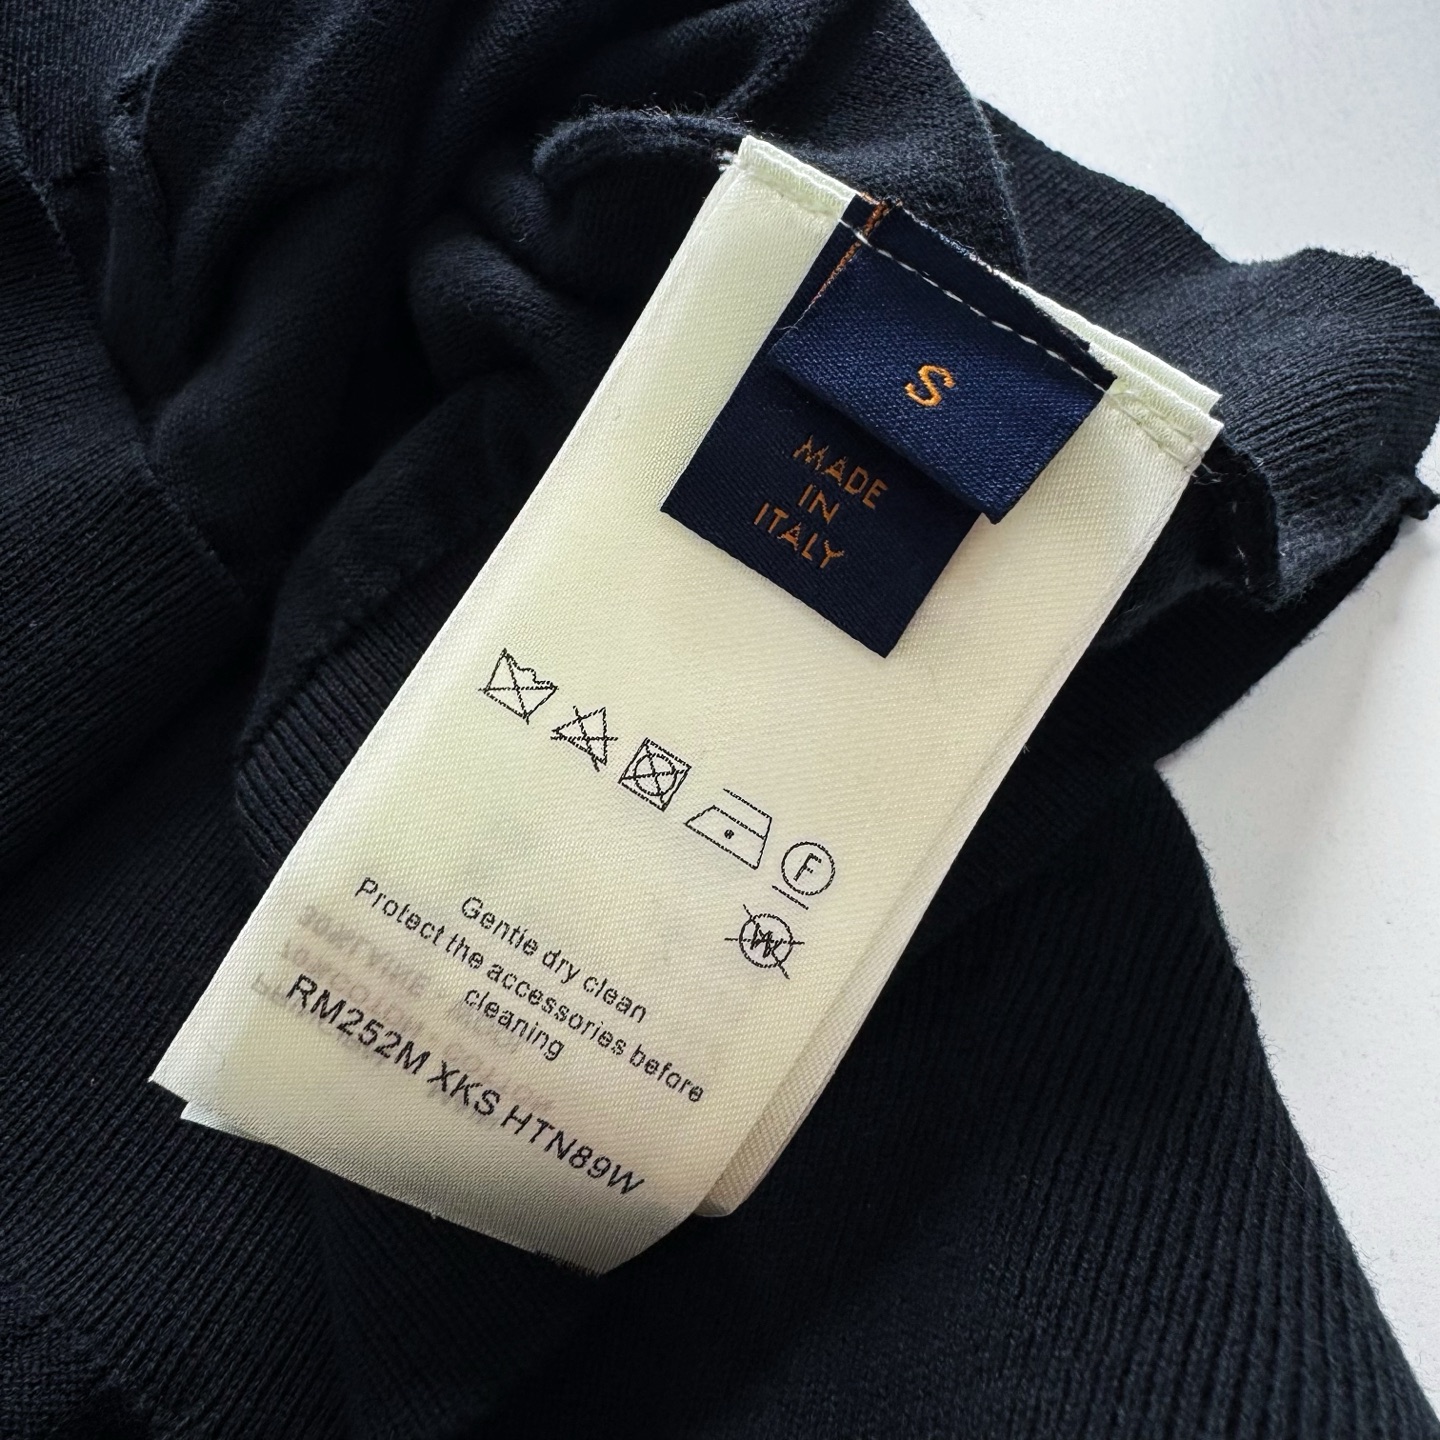 S
MADE
IN
ITALY
F
W
Gentle dry clean
Protect the accessories before
cleaning
RM252M XKS HTN89W